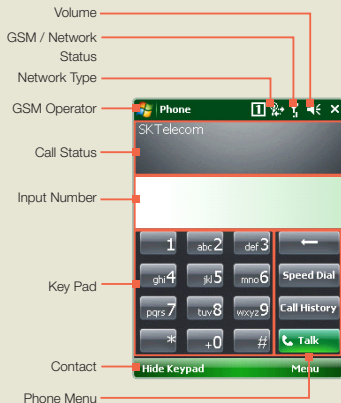 Volume
GSM / Network
Status
Network Type
GSM Operator
Phone
1
SKTelecom
Call Status
Input Number
1 abc2 def3 ←
ghi4 jkl5 mno6 Speed Dial
Key Pad
pqrs7 tuv8 wxyz9 Call History
* +0 # Talk
Contact
Hide Keypad Menu
Phone Menu